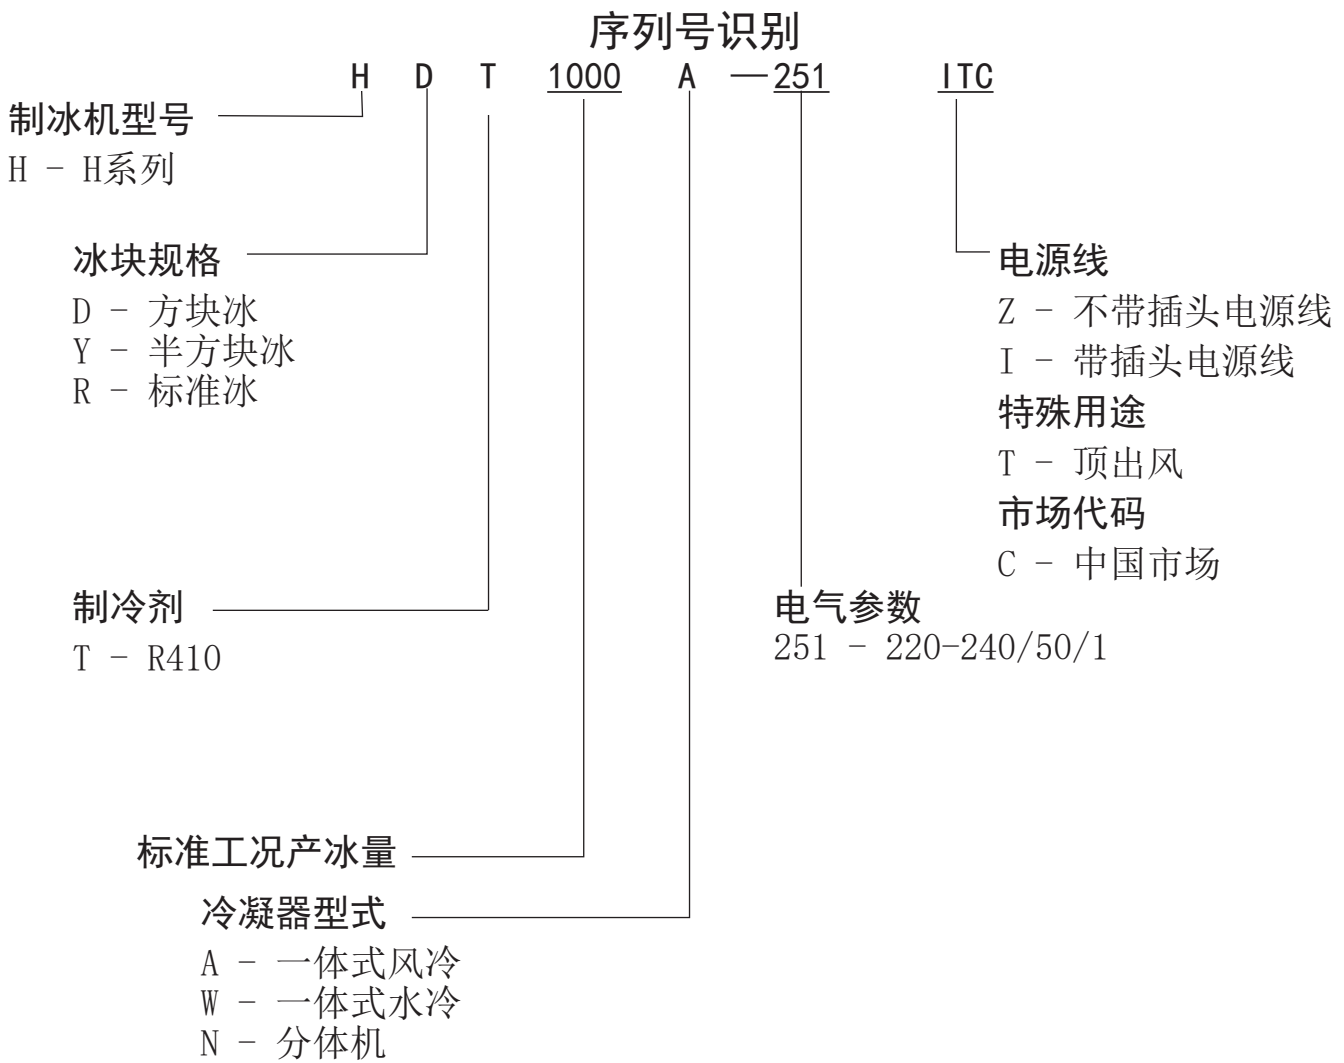 序列号识别
H D T 1000 A —251 ITC
制冰机型号
H - H系列
冰块规格
D - 方块冰
Y - 半方块冰
R - 标准冰
电源线
Z - 不带插头电源线
I - 带插头电源线
特殊用途
T - 顶出风
市场代码
C - 中国市场
制冷剂
T - R410
电气参数
251 - 220-240/50/1
标准工况产冰量
冷凝器型式
A - 一体式风冷
W - 一体式水冷
N - 分体机